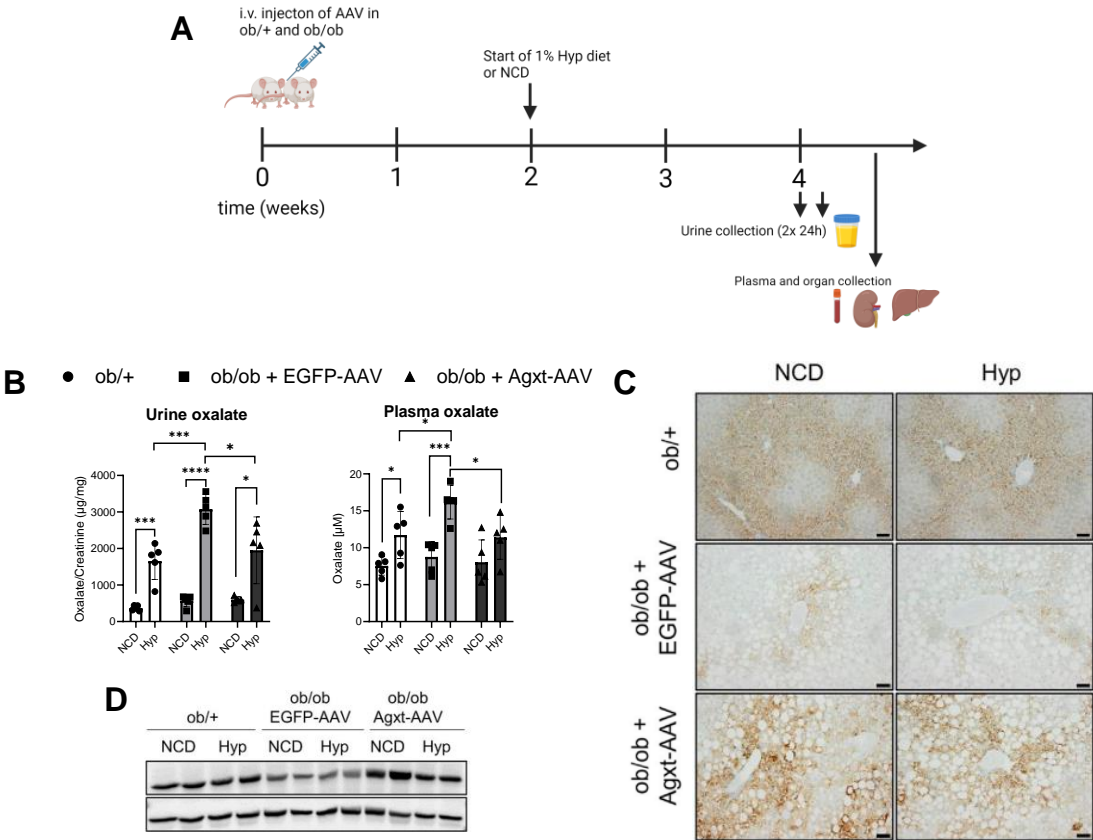 A
i.v. injecton of AAV in
ob/+ and ob/ob
Start of 1% Hyp diet
or NCD
0 1 2 3 4
time (weeks)
Urine collection (2x 24h)
Plasma and organ collection
B
ob/+ ob/ob + EGFP-AAV ob/ob + Agxt-AAV
Urine oxalate
Oxalate/Creatinine (µg/mg)
4000
3000
2000
1000
0
*** *
*** **** *
NCD Hyp NCD Hyp NCD Hyp
Plasma oxalate
Oxalate [µM]
20
15
10
5
0
*
* *** *
NCD Hyp NCD Hyp NCD Hyp
C
NCD Hyp
ob/+
ob/ob +
EGFP-AAV
ob/ob +
Agxt-AAV
D
ob/+ ob/ob EGFP-AAV ob/ob Agxt-AAV
NCD Hyp NCD Hyp NCD Hyp